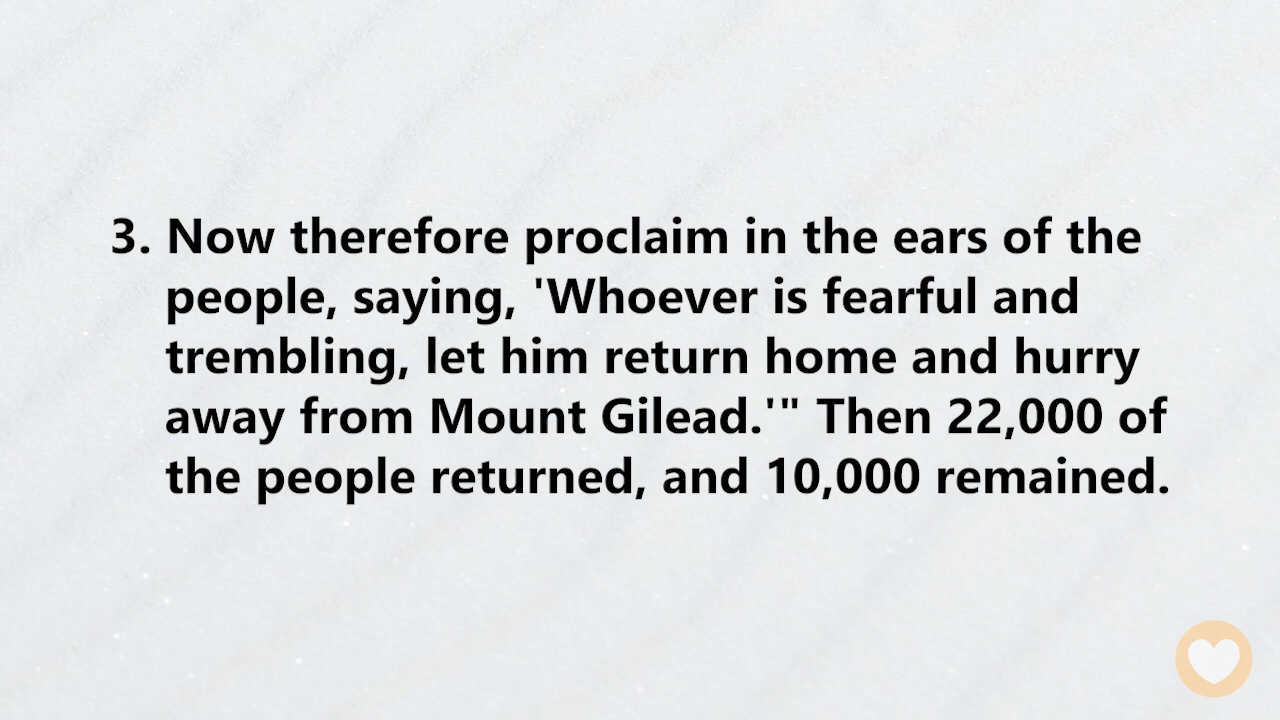 3. Now therefore proclaim in the ears of the
people, saying, 'Whoever is fearful and
trembling, let him return home and hurry
away from Mount Gilead.'" Then 22,000 of
the people returned, and 10,000 remained.